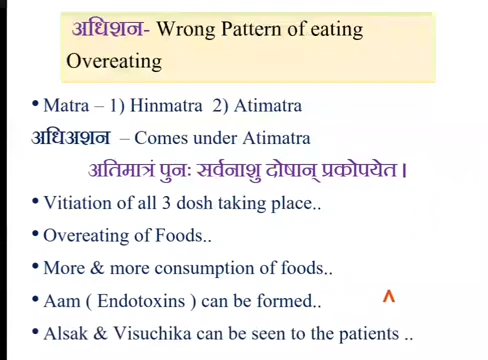 अधिशन- Wrong Pattern of eating
Overeating
• Matra – 1) Hinmatra 2) Atimatra
अधिअशन – Comes under Atimatra
अतिमात्रं पुनः सर्वनाशु दोषान् प्रकोपयेत।
• Vitiation of all 3 dosh taking place..
• Overeating of Foods..
• More & more consumption of foods..
• Aam ( Endotoxins ) can be formed..
• Alsak & Visuchika can be seen to the patients ..